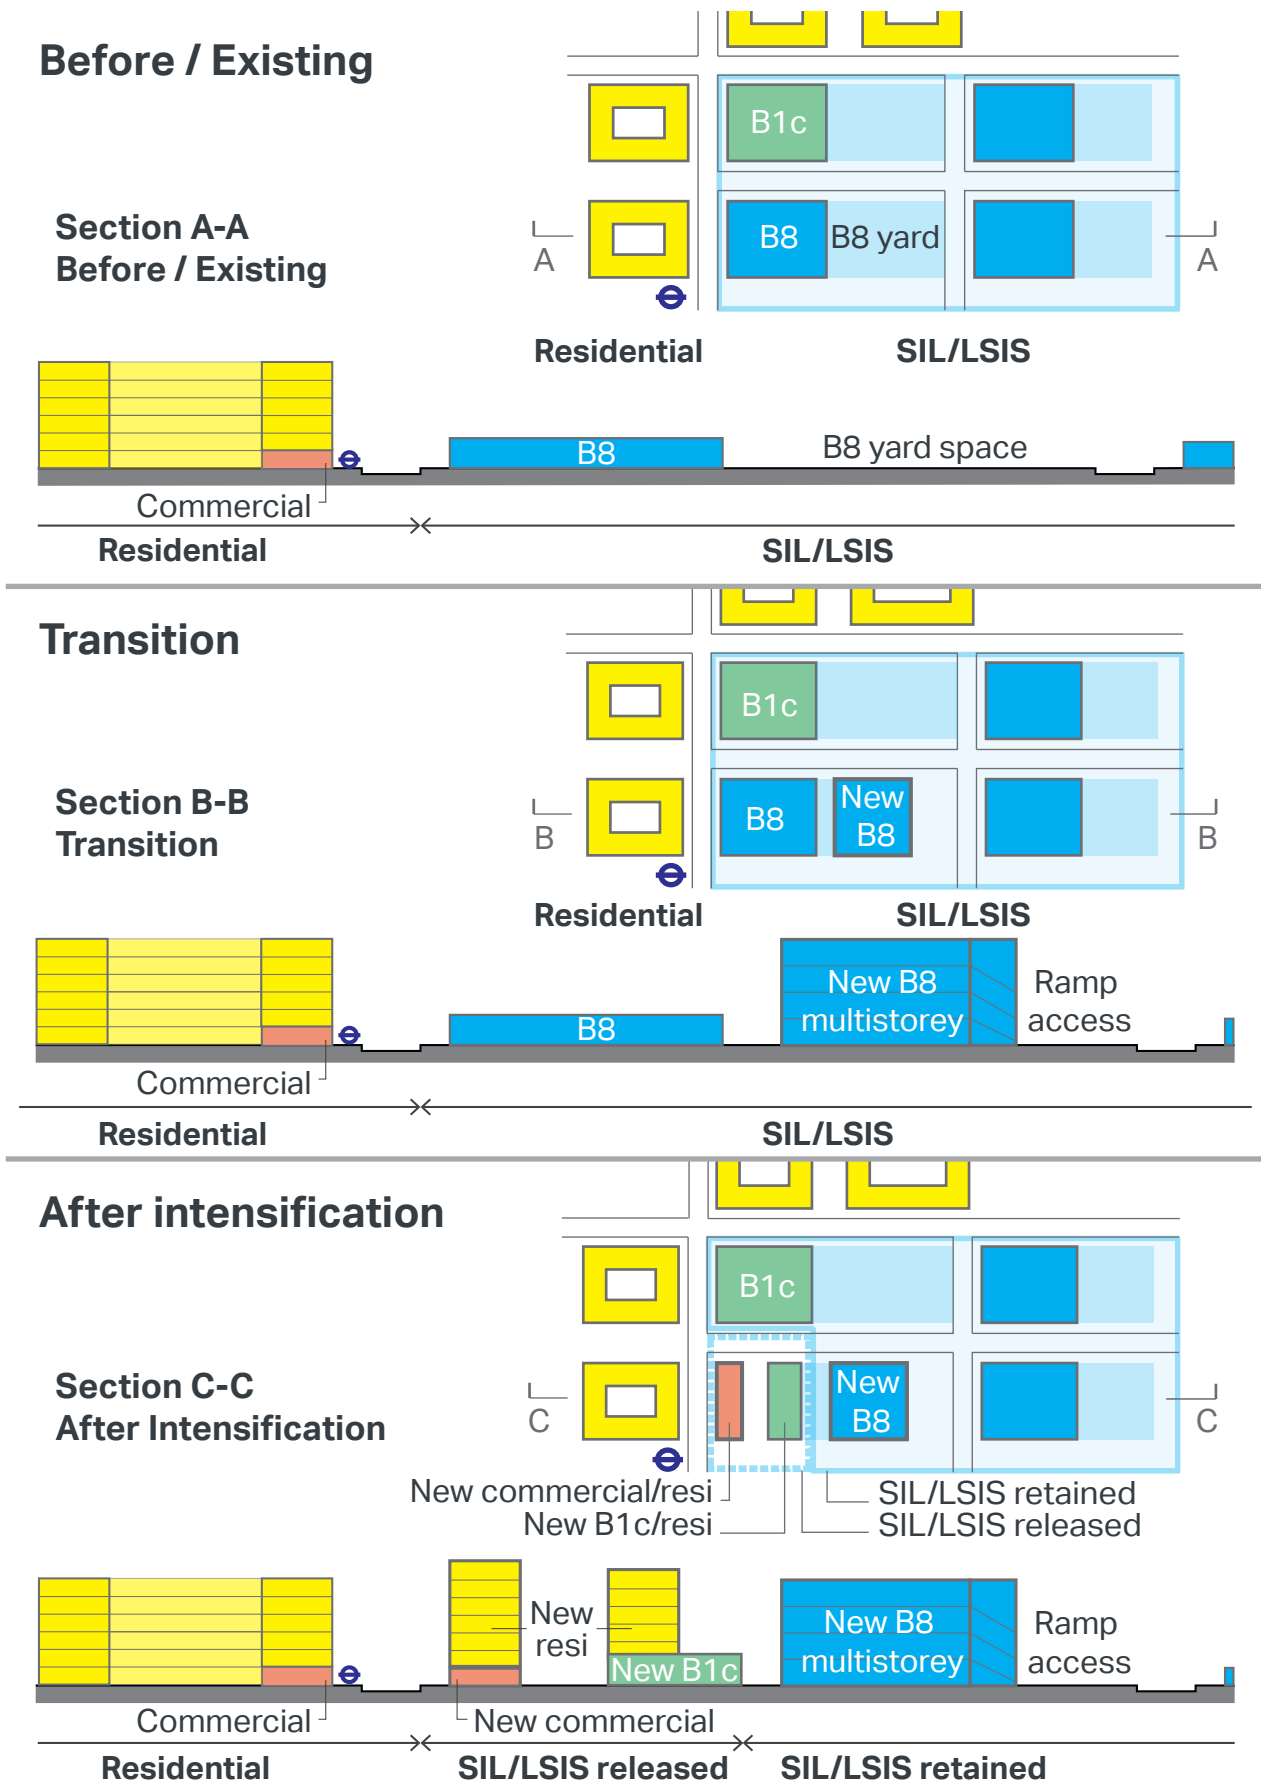 Before / Existing
B1c
Section A-A
Before / Existing
B8
B8 yard
A
A
Residential
SIL/LSIS
B8
B8 yard space
Commercial
Residential
SIL/LSIS
Transition
B1c
Section B-B
Transition
B8
New
B8
B
B
Residential
SIL/LSIS
B8
New B8
multistorey
Ramp
access
Commercial
Residential
SIL/LSIS
After intensification
B1c
Section C-C
After Intensification
New
B8
C
C
New commercial/resi
New B1c/resi
SIL/LSIS retained
SIL/LSIS released
New
resi
New B1c
New B8
multistorey
Ramp
access
Commercial
New commercial
Residential
SIL/LSIS released
SIL/LSIS retained